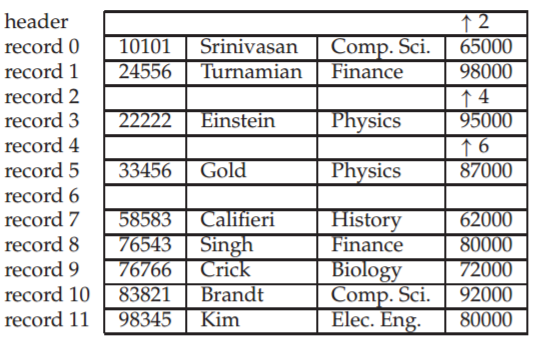 header ↑ 2
record 0 10101 Srinivasan Comp. Sci. 65000
record 1 24556 Turnamian Finance 98000
record 2 ↑ 4
record 3 22222 Einstein Physics 95000
record 4 ↑ 6
record 5 33456 Gold Physics 87000
record 6
record 7 58583 Califieri History 62000
record 8 76543 Singh Finance 80000
record 9 76766 Crick Biology 72000
record 10 83821 Brandt Comp. Sci. 92000
record 11 98345 Kim Elec. Eng. 80000